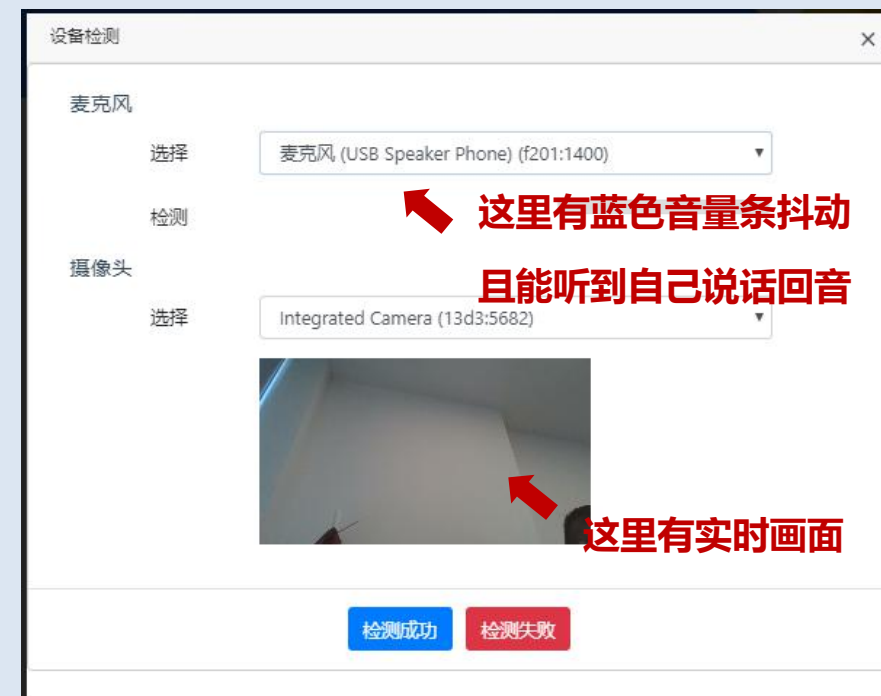 设备检测 ×
麦克风
选择 麦克风 (USB Speaker Phone) (f201:1400)
检测 这里有蓝色音量条抖动
摄像头 且能听到自己说话回音
选择 Integrated Camera (13d3:5682)
这里有实时画面
检测成功 检测失败